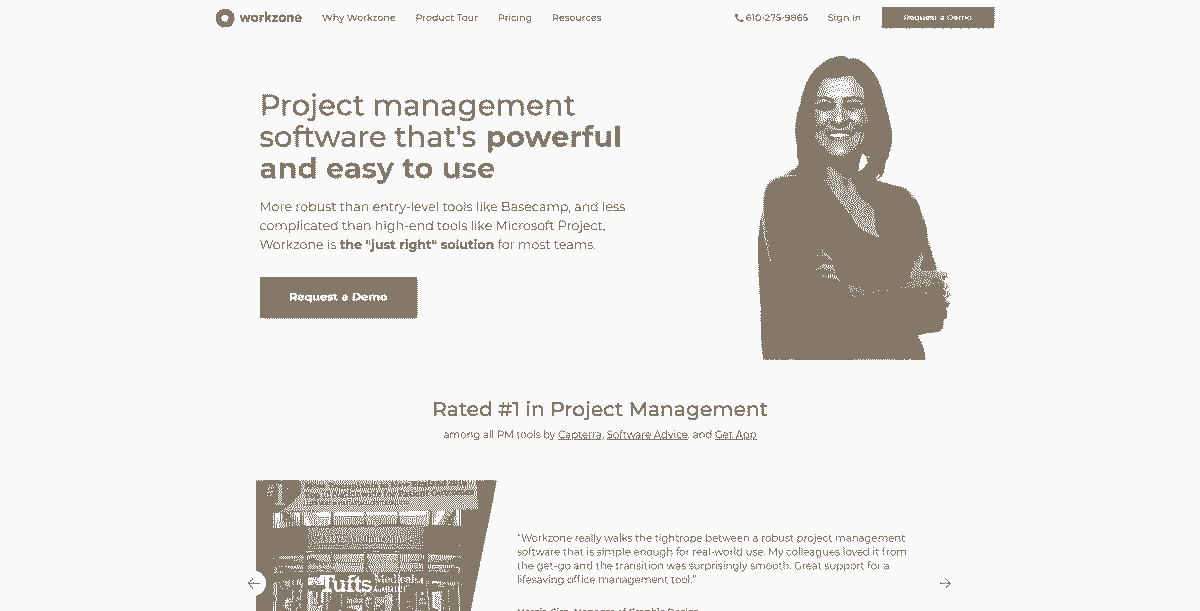 workzone
Why Workzone
Product Tour
Pricing
Resources
610-275-9865
Sign In
Request a Demo
Project management
software that's powerful
and easy to use
More robust than entry-level tools like Basecamp, and less
complicated than high-end tools like Microsoft Project,
Workzone is the "just right" solution for most teams.
Request a Demo
Rated #1 in Project Management
among all PM tools by Capterra, Software Advice, and Get App
Tufts Medical
Center
"Workzone really walks the tightrope between a robust project management
software that is simple enough for real-world use. My colleagues loved it from
the get-go and the transition was surprisingly smooth. Great support for a
lifesaving office management tool."
Manager of Graphic Design